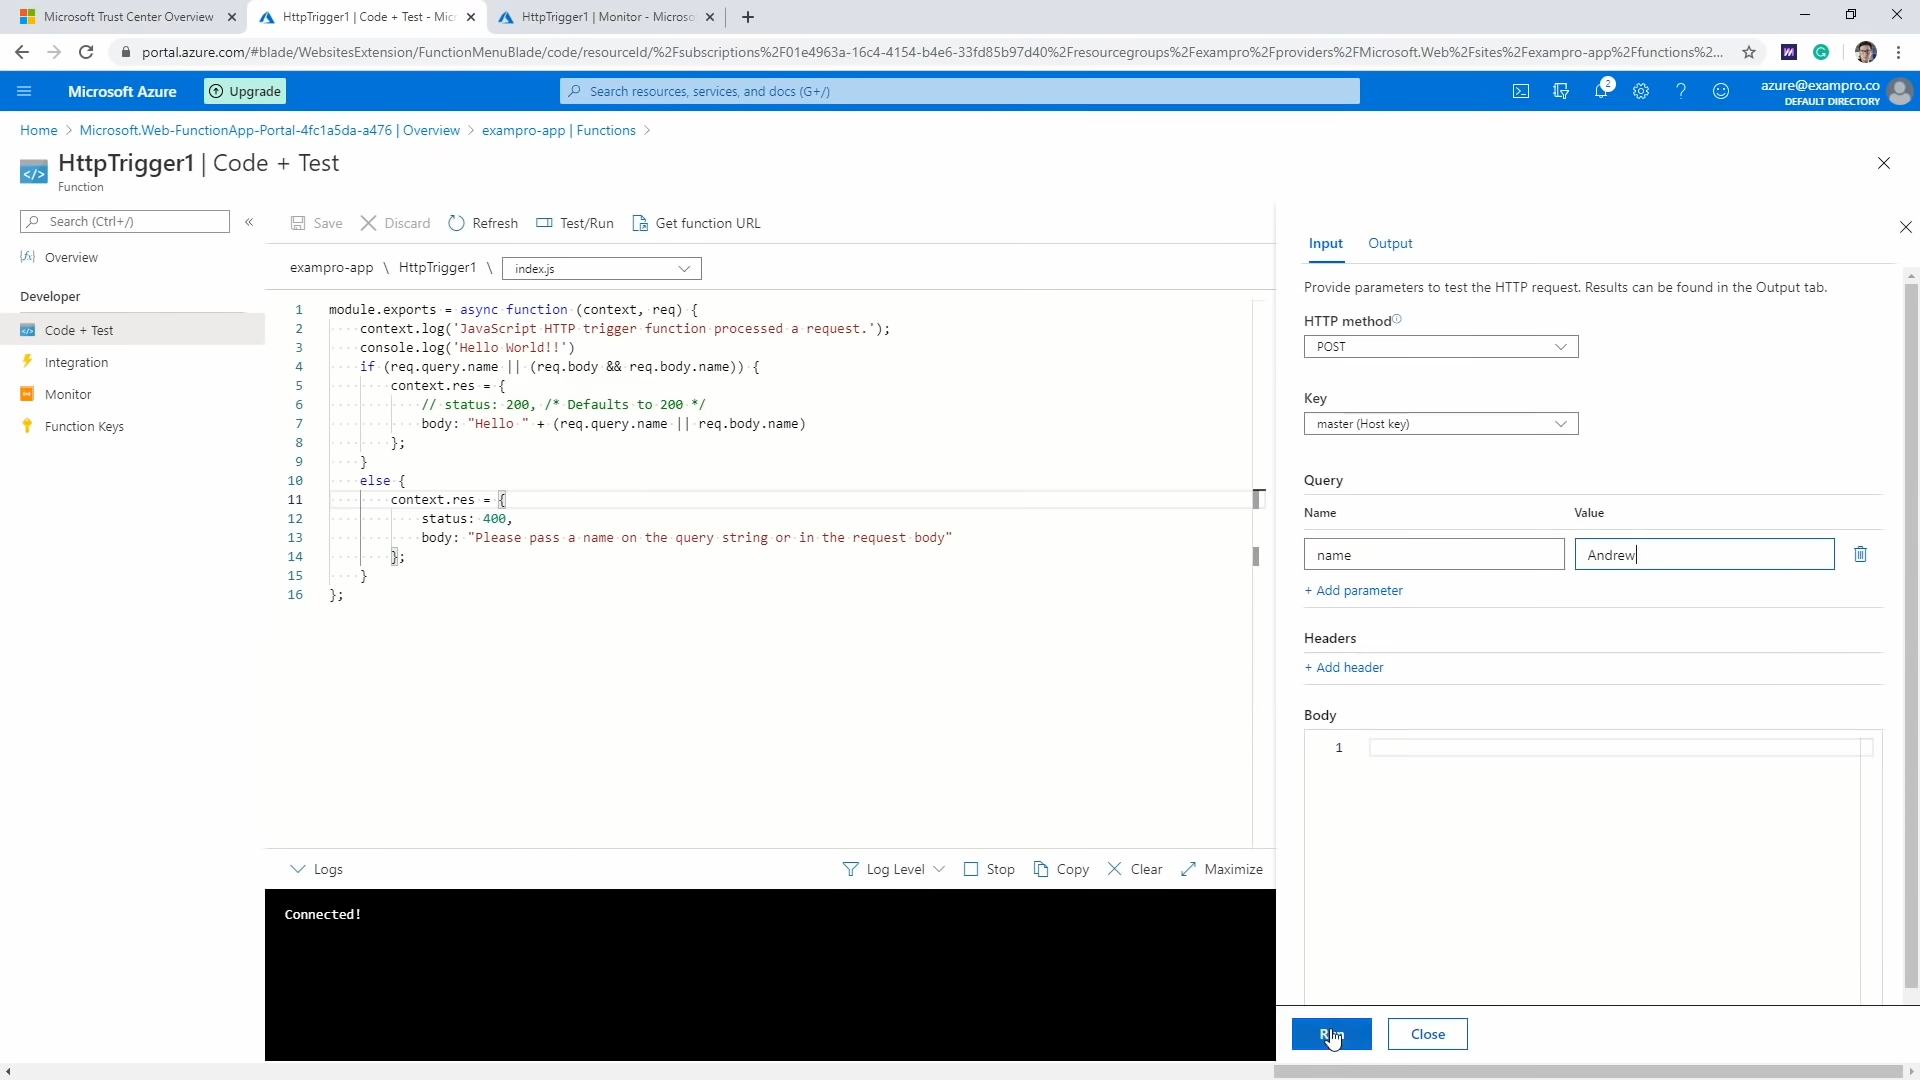 Microsoft Trust Center Overview
HttpTrigger1 | Code + Test - Micr
HttpTrigger1 | Monitor - Microso
portal.azure.com/#blade/WebsitesExtension/FunctionMenuBlade/code/resourceId/%2Fsubscriptions%2F01e4963a-16c4-4154-b4e6-33fd85b97d40%2Fresourcegroups%2Fexampro%2Fproviders%2FMicrosoft.Web%2Fsites%2Fexampro-app%2Ffunctions%2...
Microsoft Azure
Upgrade
Search resources, services, and docs (G+/)
2
azure@exampro.co
DEFAULT DIRECTORY
Home > Microsoft.Web-FunctionApp-Portal-4fc1a5da-a476 | Overview > exampro-app | Functions >
HttpTrigger1 | Code + Test
Function
Search (Ctrl+/)
«
Overview
Developer
Code + Test
Integration
Monitor
Function Keys
Save
Discard
Refresh
Test/Run
Get function URL
exampro-app \ HttpTrigger1 \ index.js
1 module.exports = async function (context, req) {
2 context.log('JavaScript HTTP trigger function processed a request.');
3 console.log('Hello World!!')
4 if (req.query.name || (req.body && req.body.name)) {
5 context.res = {
6 // status: 200, /* Defaults to 200 */
7 body: "Hello " + (req.query.name || req.body.name)
8 };
9 }
10 else {
11 context.res = {
12 status: 400,
13 body: "Please pass a name on the query string or in the request body"
14 };
15 }
16 };
Logs
Log Level
Stop
Copy
Clear
Maximize
Connected!
Input
Output
Provide parameters to test the HTTP request. Results can be found in the Output tab.
HTTP method
POST
Key
master (Host key)
Query
Name Value
name Andrew
+ Add parameter
Headers
+ Add header
Body
1
Close